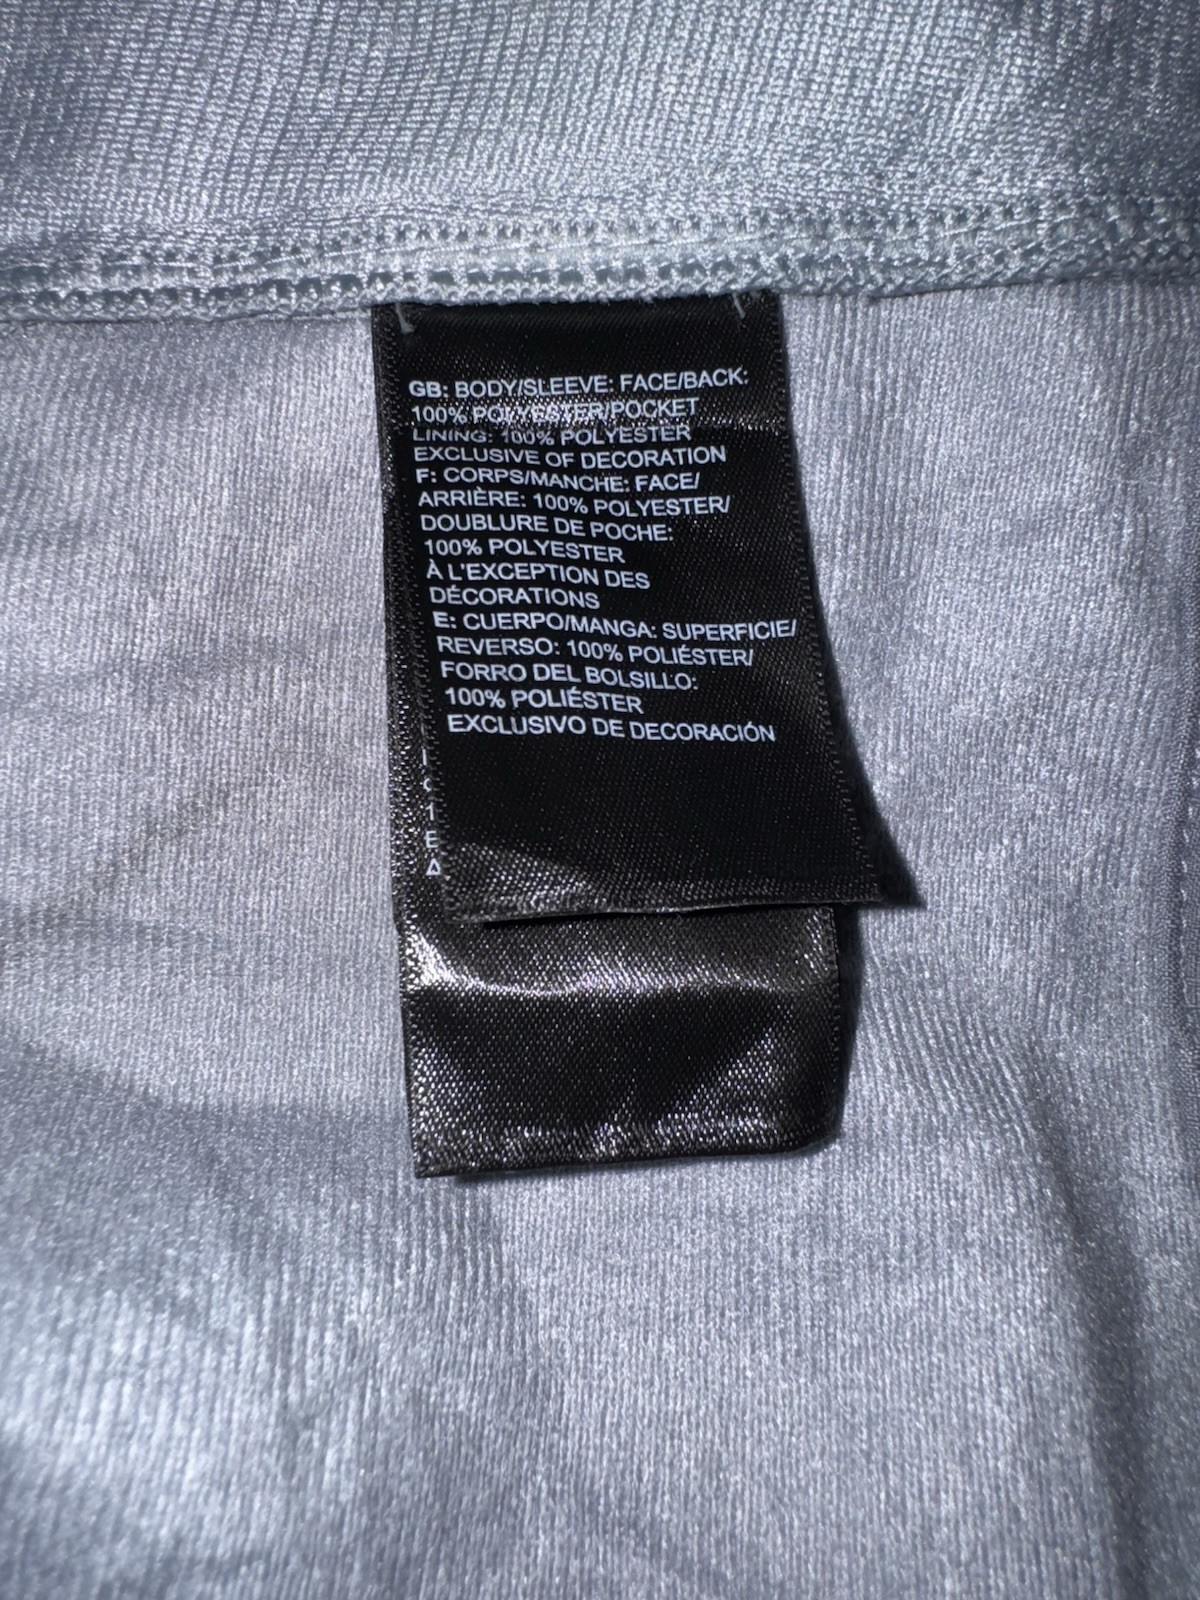 GB: BODY/SLEEVE: FACE/BACK:
100% POLYESTER/POCKET
LINING: 100% POLYESTER
EXCLUSIVE OF DECORATION
F: CORPS/MANCHE: FACE/
ARRIÈRE: 100% POLYESTER/
DOUBLURE DE POCHE:
100% POLYESTER
À L'EXCEPTION DES
DÉCORATIONS
E: CUERPO/MANGA: SUPERFICIE/
REVERSO: 100% POLIÉSTER/
FORRO DEL BOLSILLO:
100% POLIÉSTER
EXCLUSIVO DE DECORACIÓN